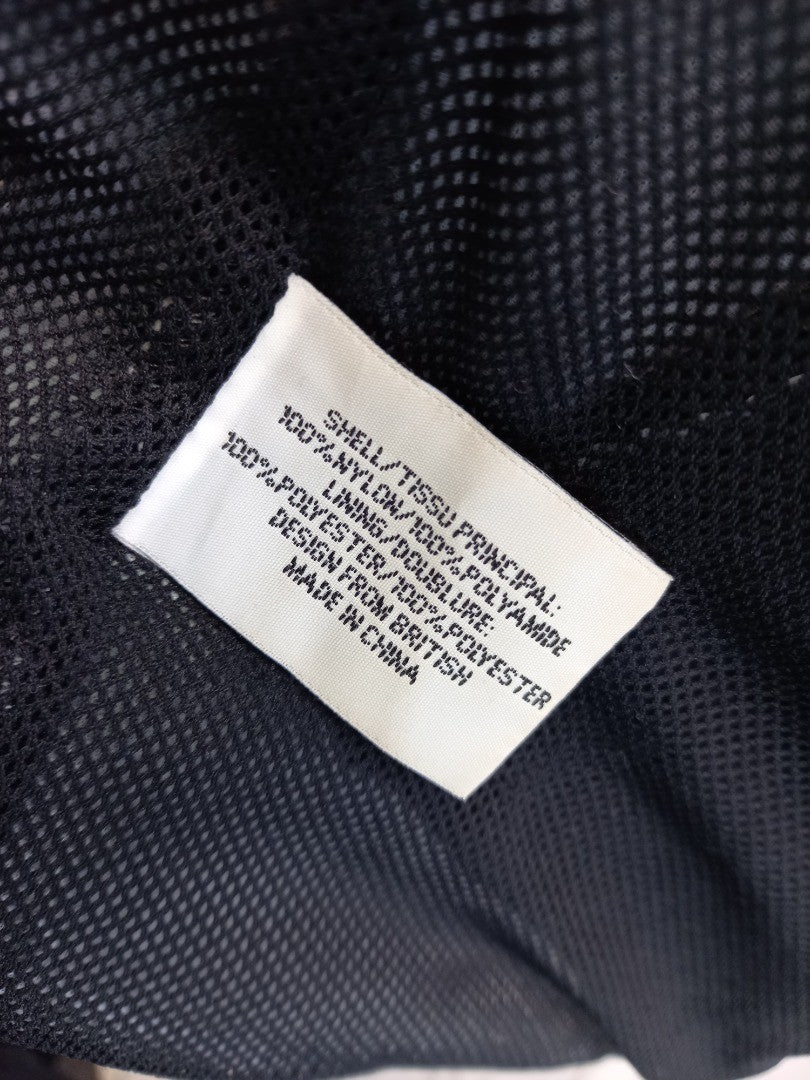 SHELL/TISSU PRINCIPAL:
100%NYLON/100%POLYAMIDE
LINING/DOUBLURE:
100%POLYESTER/100%POLYESTER
DESIGN FROM BRITISH
MADE IN CHINA